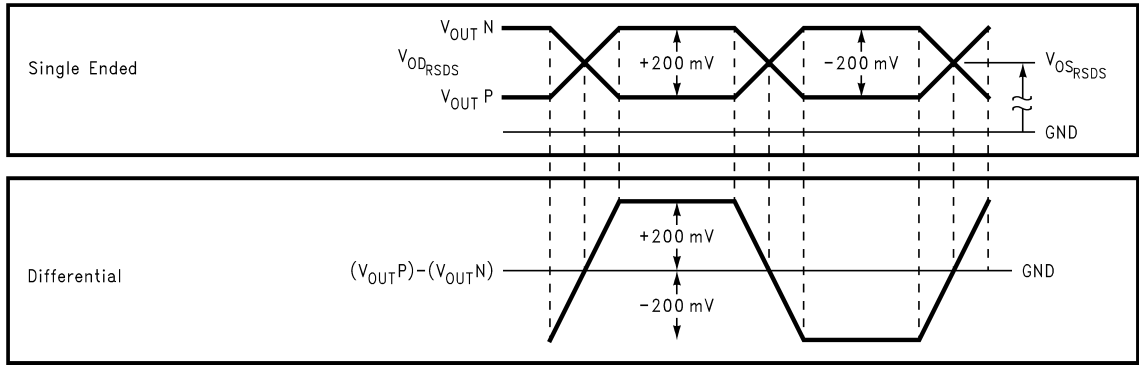 Single Ended
V_OUT N
V_OD_RSDS
V_OUT P
+200 mV
−200 mV
V_OS_RSDS
GND
Differential
(V_OUT P)−(V_OUT N)
+200 mV
−200 mV
GND